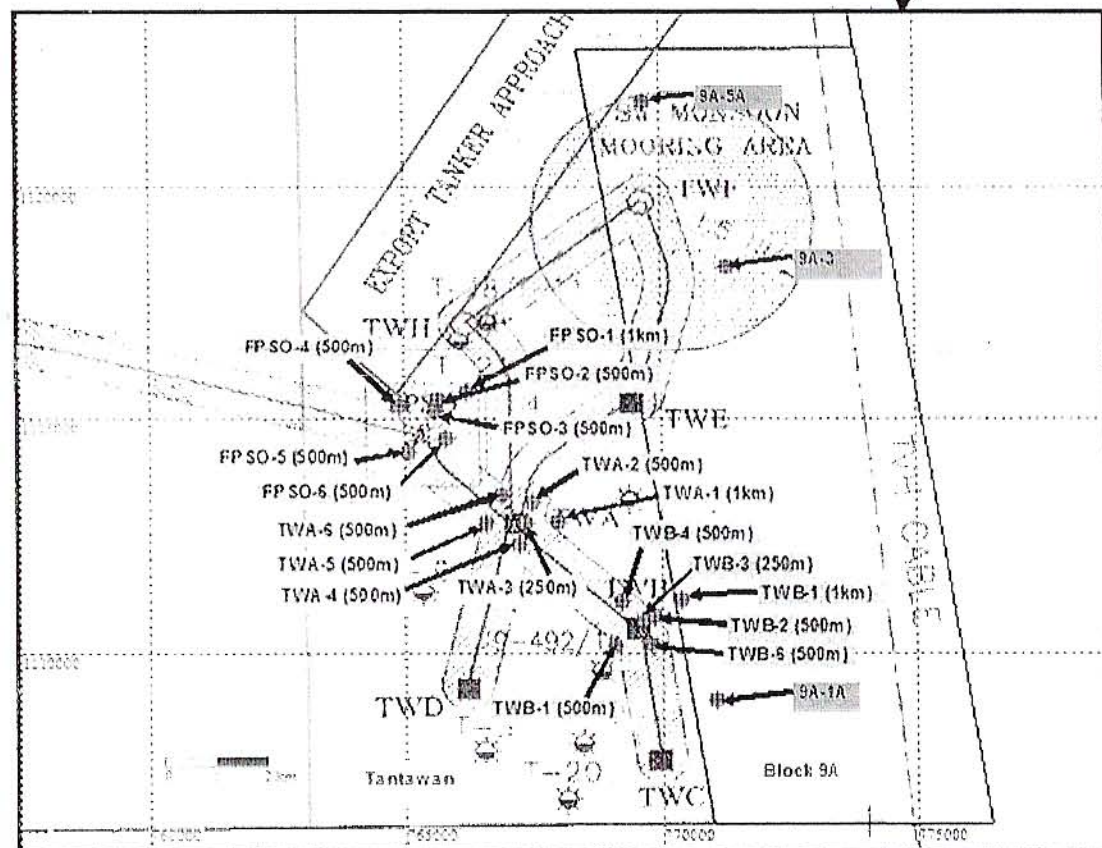 EXPORT TANKER APPROACH
9A-5A
SW MONSOON
MOORING AREA
TWF
9A-3
TWH
FPSO-4 (500m)
FPSO-1 (1km)
FPSO-2 (500m)
FPSO-3 (500m)
TWE
FPSO-5 (500m)
FPSO-6 (500m)
TWA-2 (500m)
TWA-1 (1km)
TWA-6 (500m)
TWB-4 (500m)
TWA-5 (500m)
TWB-3 (250m)
TWA-4 (500m)
TWA-3 (250m)
TWB-1 (1km)
TWB-2 (500m)
TWB-6 (500m)
TWB-1 (500m)
TWD
9A-1A
CABLE
0
2 km
Tantawan
T-20
Block 9A
TWC